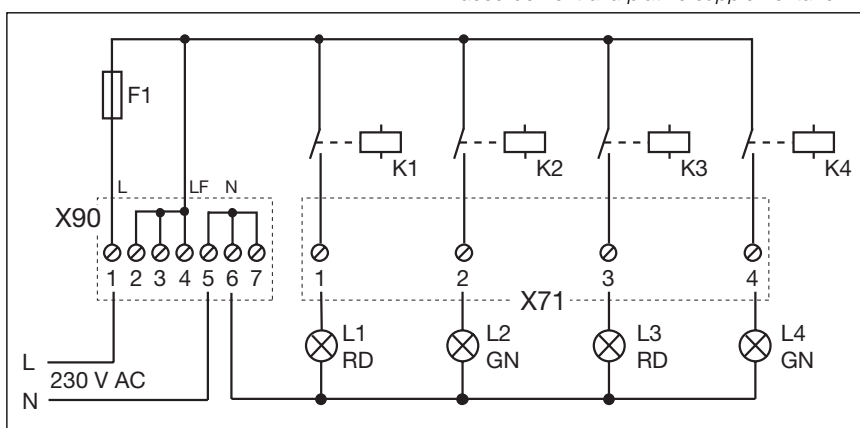 F1
K1 K2 K3 K4
L LF N
X90
1 2 3 4 5 6 7
1 2 3 4
X71
L1 RD
L2 GN
L3 RD
L4 GN
L
230 V AC
N